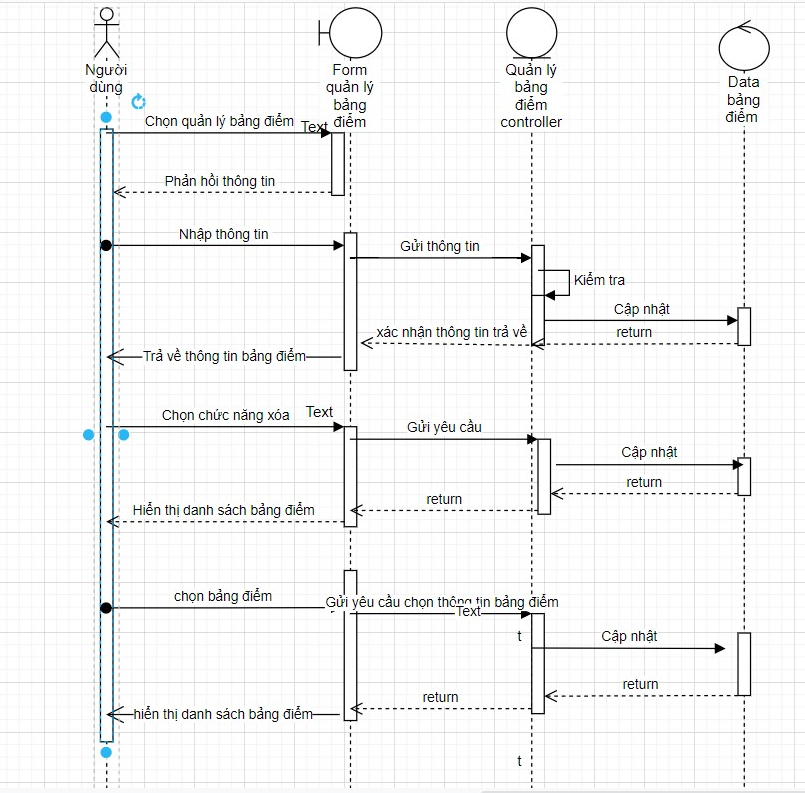 Người
dùng
Form
quản lý
bảng
điểm
Quản lý
bảng
điểm
controller
Data
bảng
điểm
Chọn quản lý bảng điểm
Text
Phản hồi thông tin
Nhập thông tin
Gửi thông tin
Kiểm tra
Cập nhật
xác nhận thông tin trả về
return
Trả về thông tin bảng điểm
Chọn chức năng xóa
Text
Gửi yêu cầu
Cập nhật
return
return
Hiển thị danh sách bảng điểm
chọn bảng điểm
Gửi yêu cầu chọn thông tin bảng điểm
Text
t
Cập nhật
return
return
hiển thị danh sách bảng điểm
t